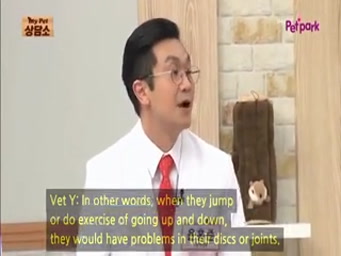 my Pet
상담소
Petpark
Vet Y: In other words, when they jump
or do exercise of going up and down,
they would have problems in their discs or joints.